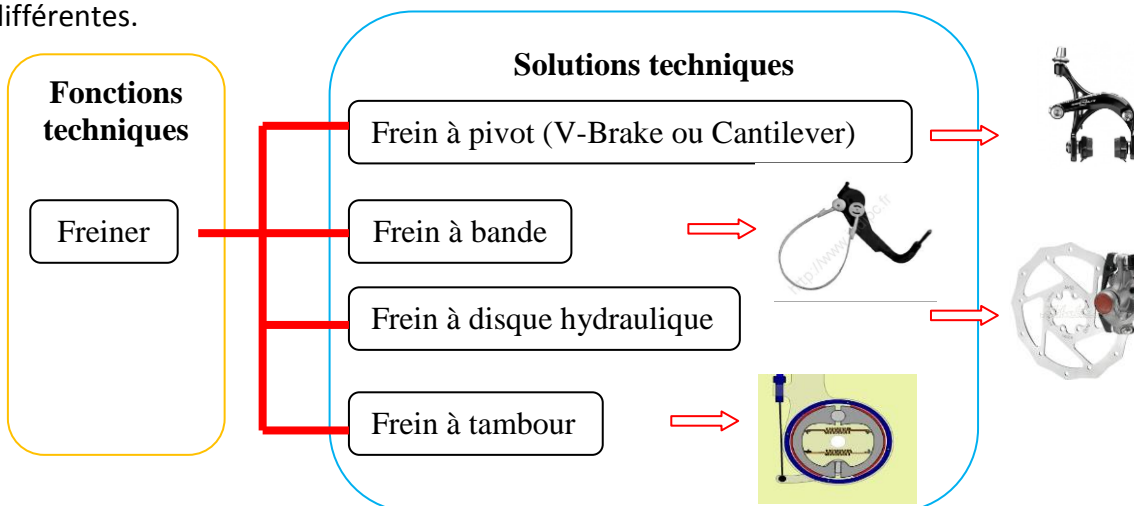 différentes.
Solutions techniques
Fonctions
techniques
Frein à pivot (V-Brake ou Cantilever)
Freiner
Frein à bande
Frein à disque hydraulique
Frein à tambour